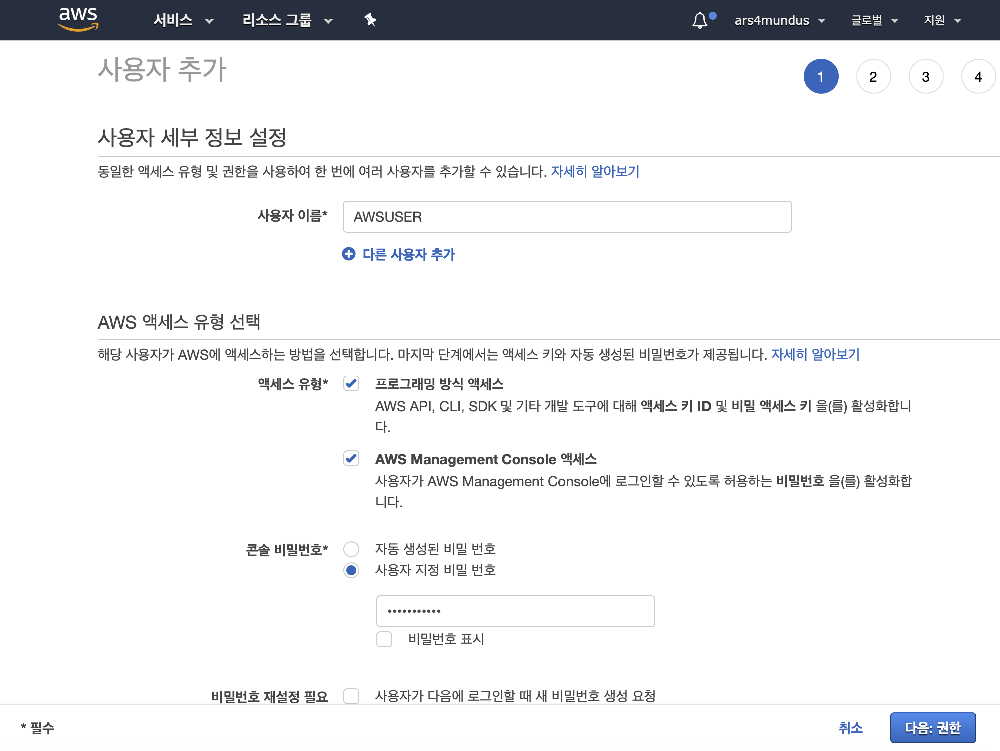 aws 서비스 리소스 그룹 ars4mundus 글로벌 지원
사용자 추가 1 2 3 4
사용자 세부 정보 설정
동일한 액세스 유형 및 권한을 사용하여 한 번에 여러 사용자를 추가할 수 있습니다. 자세히 알아보기
사용자 이름* AWSUSER
다른 사용자 추가
AWS 액세스 유형 선택
해당 사용자가 AWS에 액세스하는 방법을 선택합니다. 마지막 단계에서는 액세스 키와 자동 생성된 비밀번호가 제공됩니다. 자세히 알아보기
액세스 유형* 프로그래밍 방식 액세스
AWS API, CLI, SDK 및 기타 개발 도구에 대해 액세스 키 ID 및 비밀 액세스 키 을(를) 활성화합니
다.
AWS Management Console 액세스
사용자가 AWS Management Console에 로그인할 수 있도록 허용하는 비밀번호 을(를) 활성화합
니다.
콘솔 비밀번호* 자동 생성된 비밀 번호
사용자 지정 비밀 번호
•••••••••••
비밀번호 표시
비밀번호 재설정 필요 사용자가 다음에 로그인할 때 새 비밀번호 생성 요청
* 필수 취소 다음: 권한